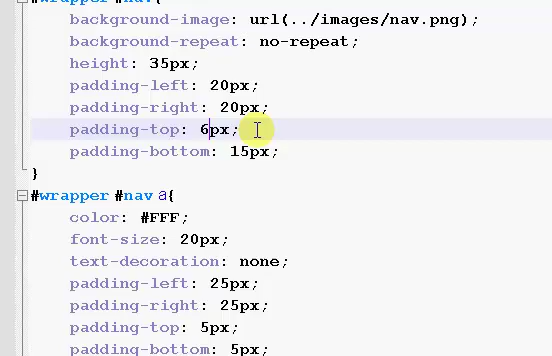 #wrapper #nav{
background-image: url(../images/nav.png);
background-repeat: no-repeat;
height: 35px;
padding-left: 20px;
padding-right: 20px;
padding-top: 6px;
padding-bottom: 15px;
}
#wrapper #nav a{
color: #FFF;
font-size: 20px;
text-decoration: none;
padding-left: 25px;
padding-right: 25px;
padding-top: 5px;
padding-bottom: 5px;